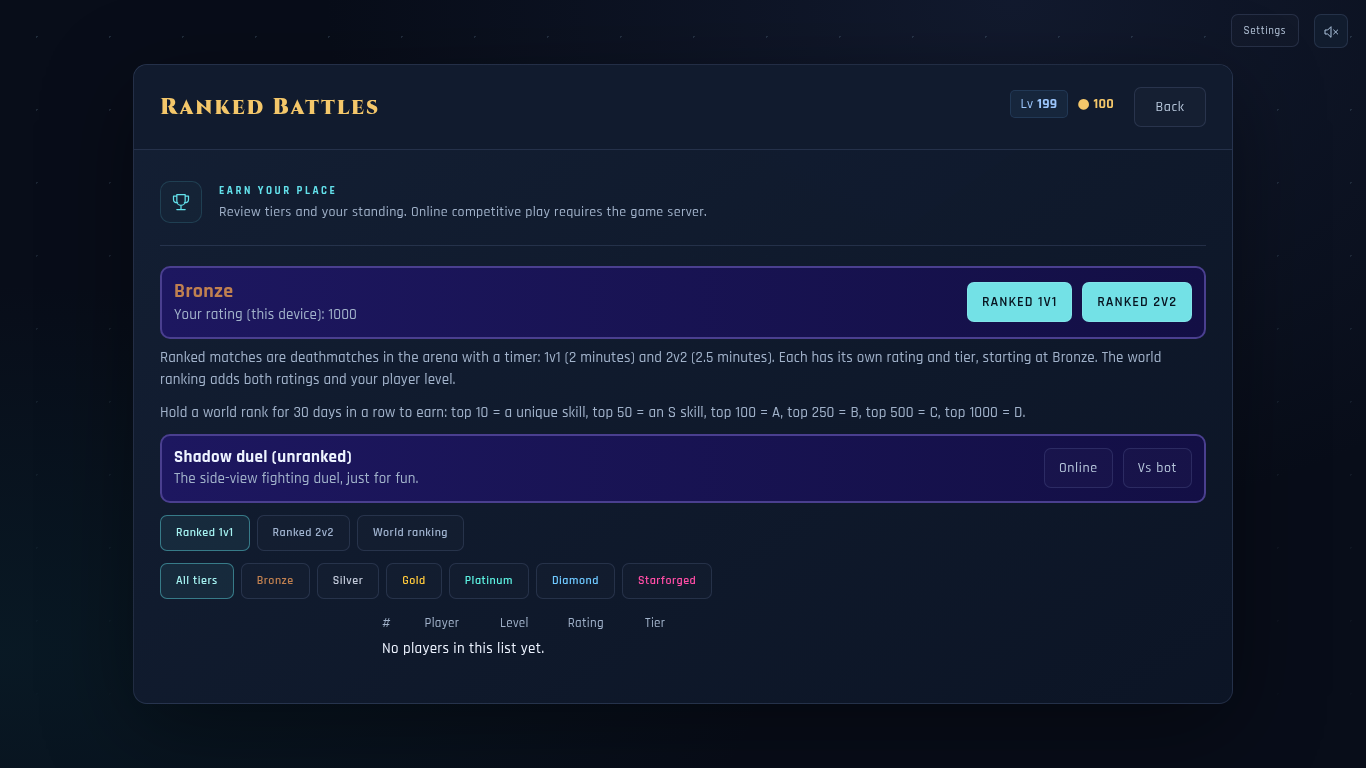 Settings
Ranked Battles
Lv 199
100
Back
EARN YOUR PLACE
Review tiers and your standing. Online competitive play requires the game server.
Bronze
Your rating (this device): 1000
RANKED 1V1
RANKED 2V2
Ranked matches are deathmatches in the arena with a timer: 1v1 (2 minutes) and 2v2 (2.5 minutes). Each has its own rating and tier, starting at Bronze. The world
ranking adds both ratings and your player level.
Hold a world rank for 30 days in a row to earn: top 10 = a unique skill, top 50 = an S skill, top 100 = A, top 250 = B, top 500 = C, top 1000 = D.
Shadow duel (unranked)
The side-view fighting duel, just for fun.
Online
Vs bot
Ranked 1v1
Ranked 2v2
World ranking
All tiers
Bronze
Silver
Gold
Platinum
Diamond
Starforged
# Player Level Rating Tier
No players in this list yet.